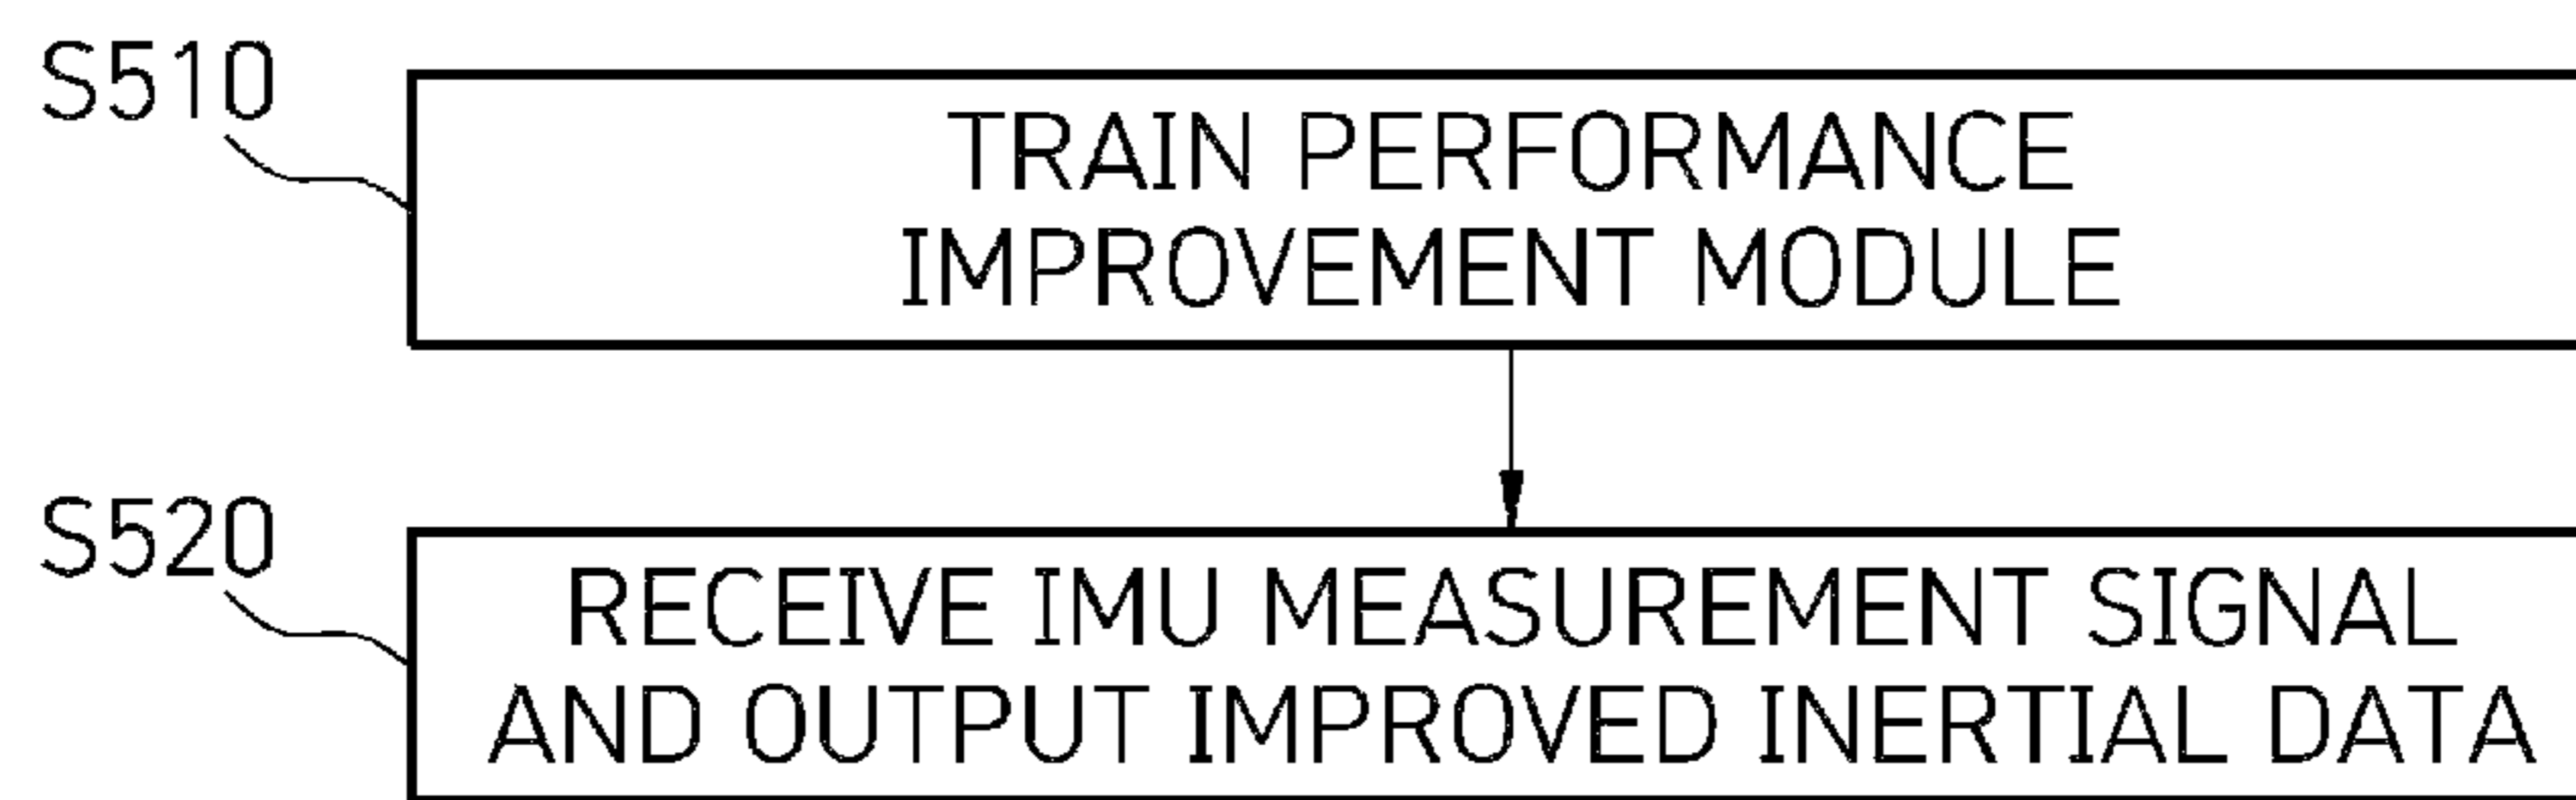 S510
TRAIN PERFORMANCE
IMPROVEMENT MODULE
S520
RECEIVE IMU MEASUREMENT SIGNAL
AND OUTPUT IMPROVED INERTIAL DATA